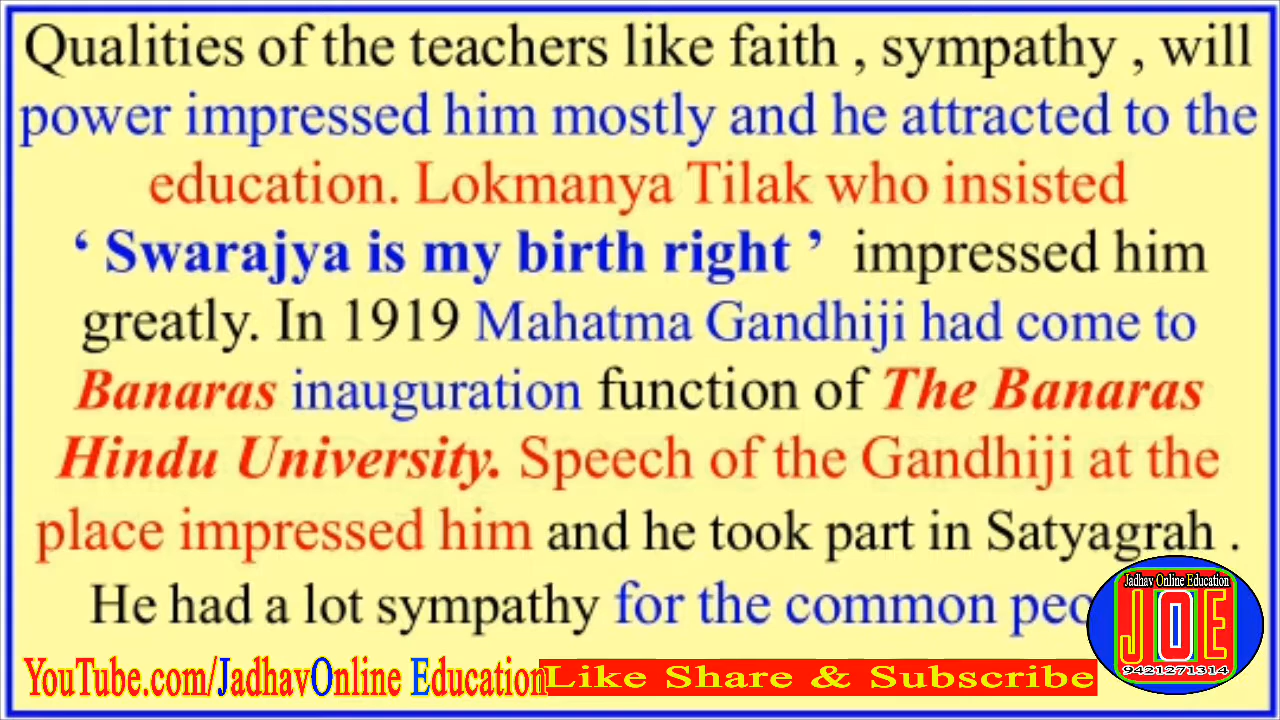 Qualities of the teachers like faith , sympathy , will
power impressed him mostly and he attracted to the
education. Lokmanya Tilak who insisted
‘ Swarajya is my birth right ’ impressed him
greatly. In 1919 Mahatma Gandhiji had come to
Banaras inauguration function of The Banaras
Hindu University. Speech of the Gandhiji at the
place impressed him and he took part in Satyagrah .
He had a lot sympathy for the common
Jadhav Online Education
JOE
9421271314
YouTube.com/JadhavOnline Education
Like Share & Subscribe